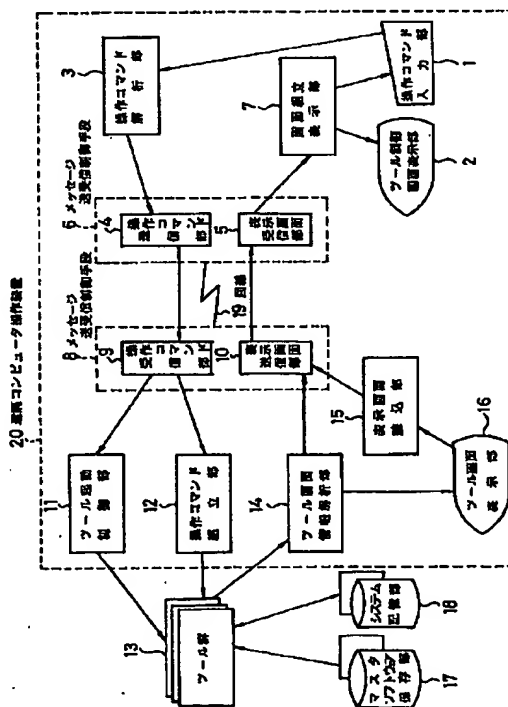 20 遠隔コンピュータ操作装置
3
操作コマンド
解析部
6 メッセージ
送受信制御手段
4
操作コマンド
送信部
5
表示画面
受信部
7
画面組立
表示部
操作コマンド
入力部
1
ツール制御
画面表示部
2
19 回線
8 メッセージ
送受信制御手段
9
操作コマンド
受信部
10
表示画面
送信部
11
ツール起動
制御部
12
操作コマンド
組立部
14
ツール画面
情報解析部
15
表示画面
読込部
16
ツール画面
表示部
13
ツール群
システム
記憶部
18
マスタ
ソフトウェア
保存部
17